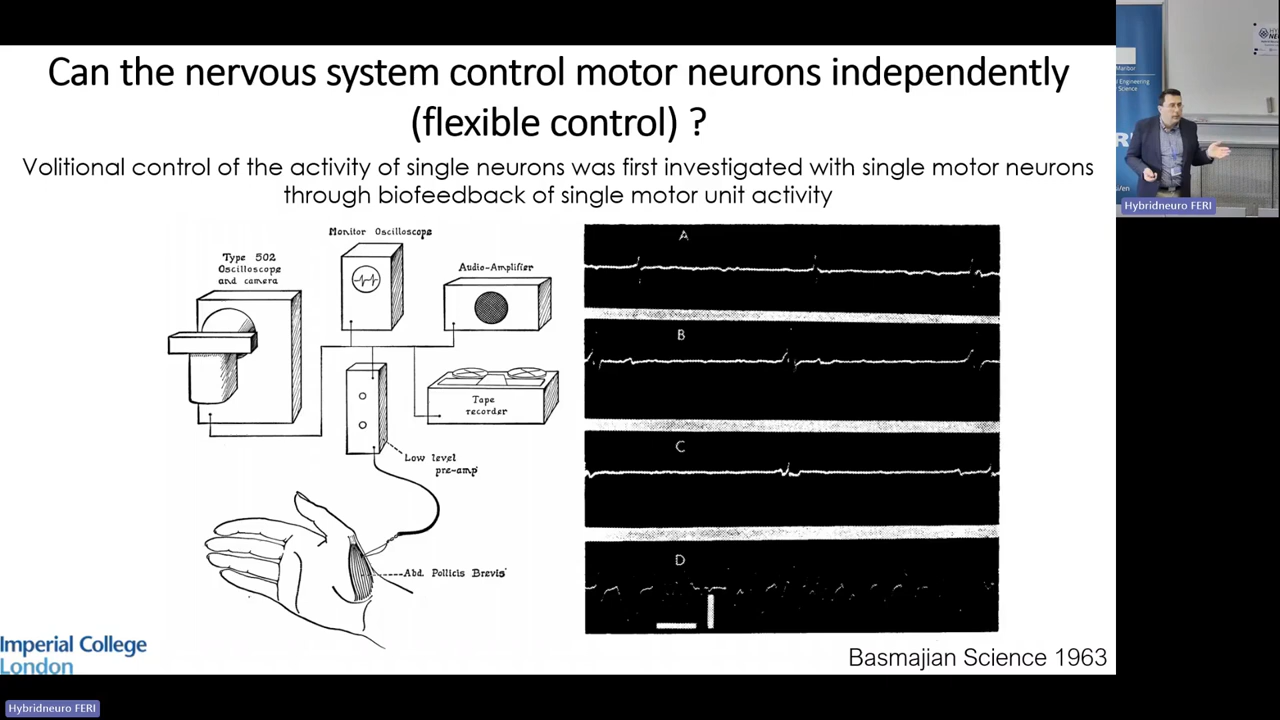 Can the nervous system control motor neurons independently
(flexible control) ?
Volitional control of the activity of single neurons was first investigated with single motor neurons
through biofeedback of single motor unit activity
Monitor Oscilloscope
Type 502
Oscilloscope
and camera
Audio-Amplifier
Tape
recorder
Low level
pre-amp
Abd. Pollicis Brevis
A
B
C
D
Imperial College
London
Basmajian Science 1963
Maribor
Engineering
Science
Hybridneuro FERI
Hybridneuro FERI